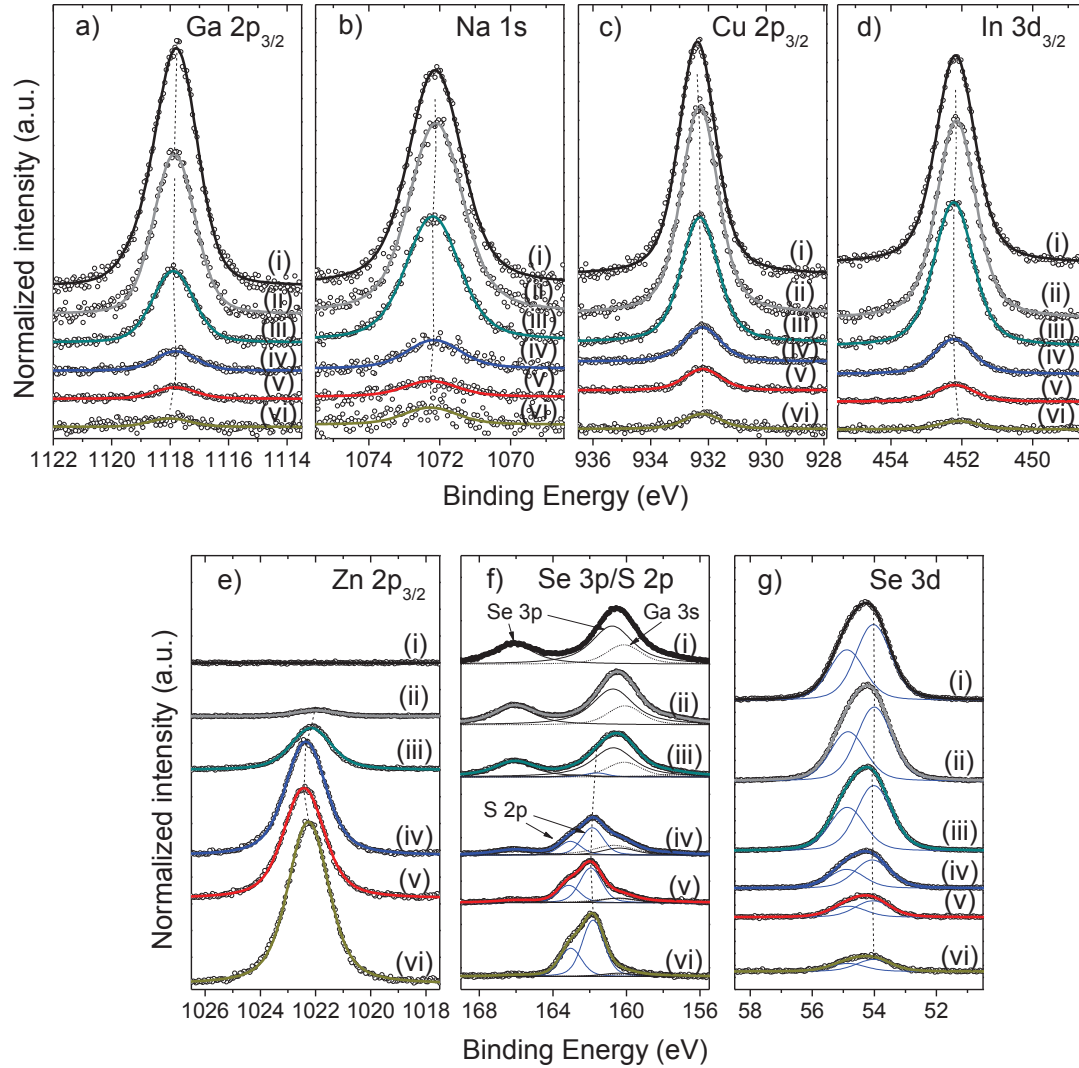 a) Ga 2p3/2
b) Na 1s
c) Cu 2p3/2
d) In 3d3/2
Normalized intensity (a.u.)
(i)
(ii)
(iii)
(iv)
(v)
(vi)
(i)
(ii)
(iii)
(iv)
(v)
(vi)
(i)
(ii)
(iii)
(iv)
(v)
(vi)
(i)
(ii)
(iii)
(iv)
(v)
(vi)
1122 1120 1118 1116 1114
1074 1072 1070
936 934 932 930 928
454 452 450
Binding Energy (eV)
e) Zn 2p3/2
f) Se 3p/S 2p
g) Se 3d
Normalized intensity (a.u.)
(i)
(ii)
(iii)
(iv)
(v)
(vi)
Se 3p
Ga 3s
S 2p
(i)
(ii)
(iii)
(iv)
(v)
(vi)
(i)
(ii)
(iii)
(iv)
(v)
(vi)
1026 1024 1022 1020 1018
168 164 160 156
58 56 54 52
Binding Energy (eV)